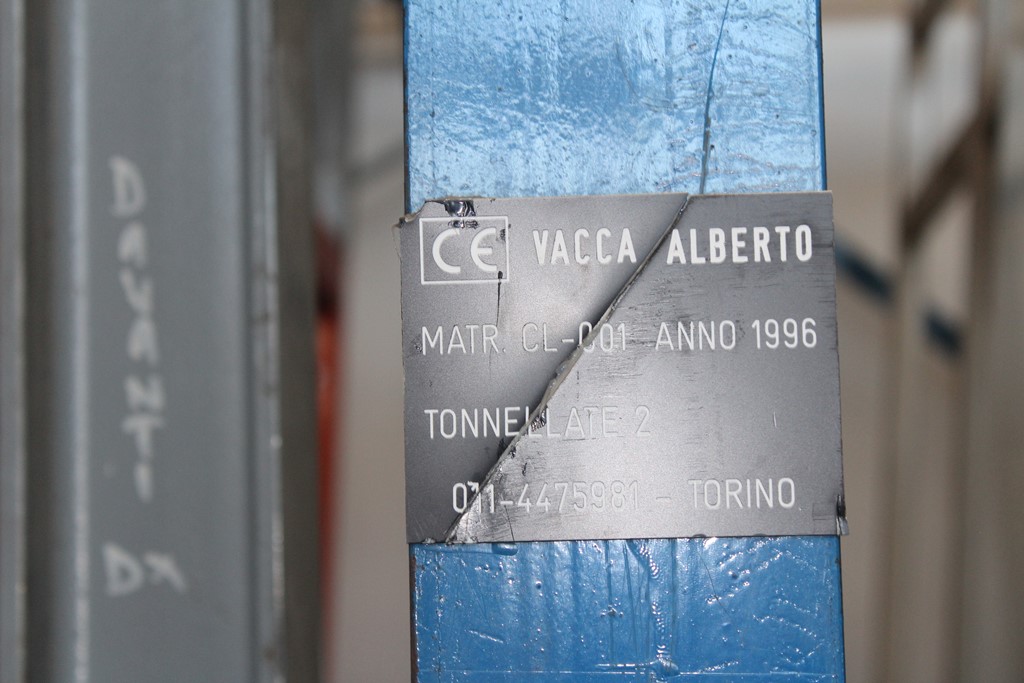 DAVANTI DX
CE VACCA ALBERTO
MATR. CL-001 ANNO 1996
TONNELLATE 2
011-4475981 - TORINO